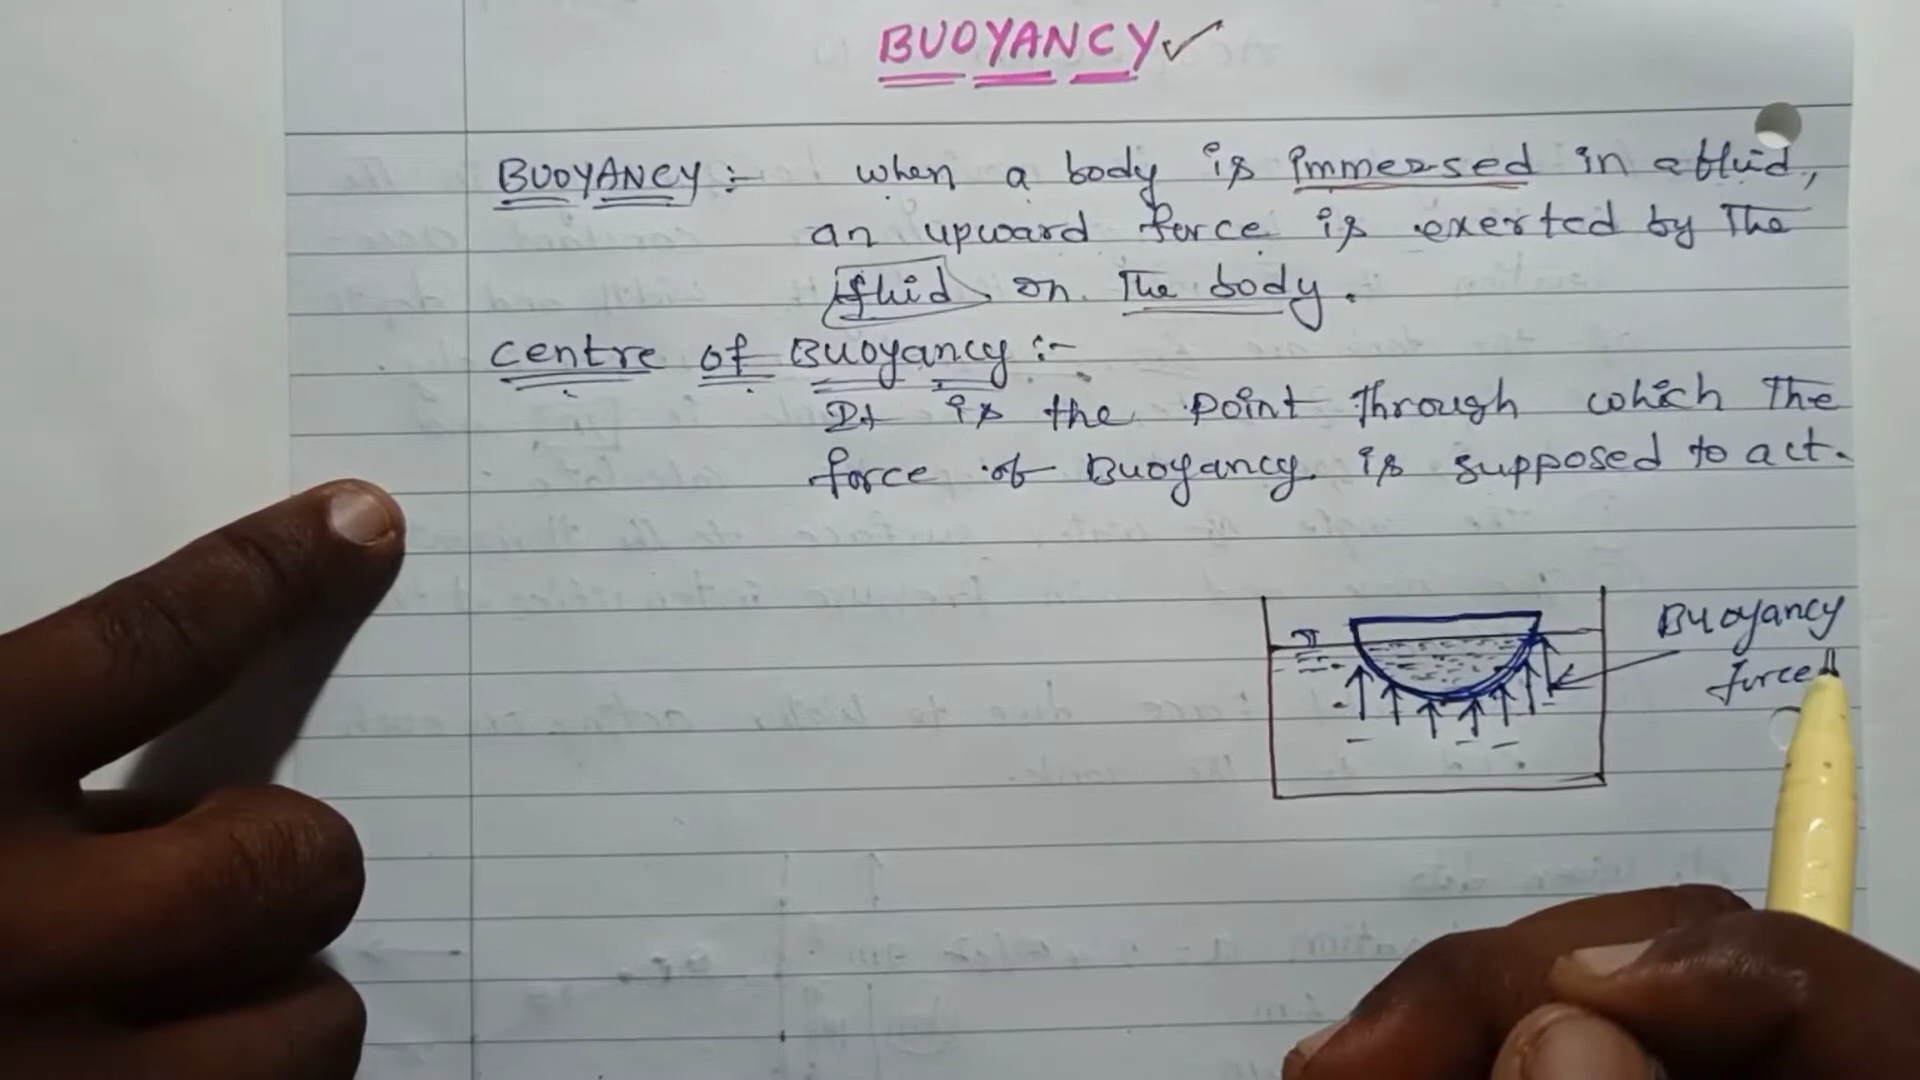 BUOYANCY ✓
BUOYANCY :- when a body is immersed in a fluid,
an upward force is exerted by The
fluid on The body.
centre of Buoyancy :-
It is the point through which The
force of Buoyancy is supposed to act.
Buoyancy
force